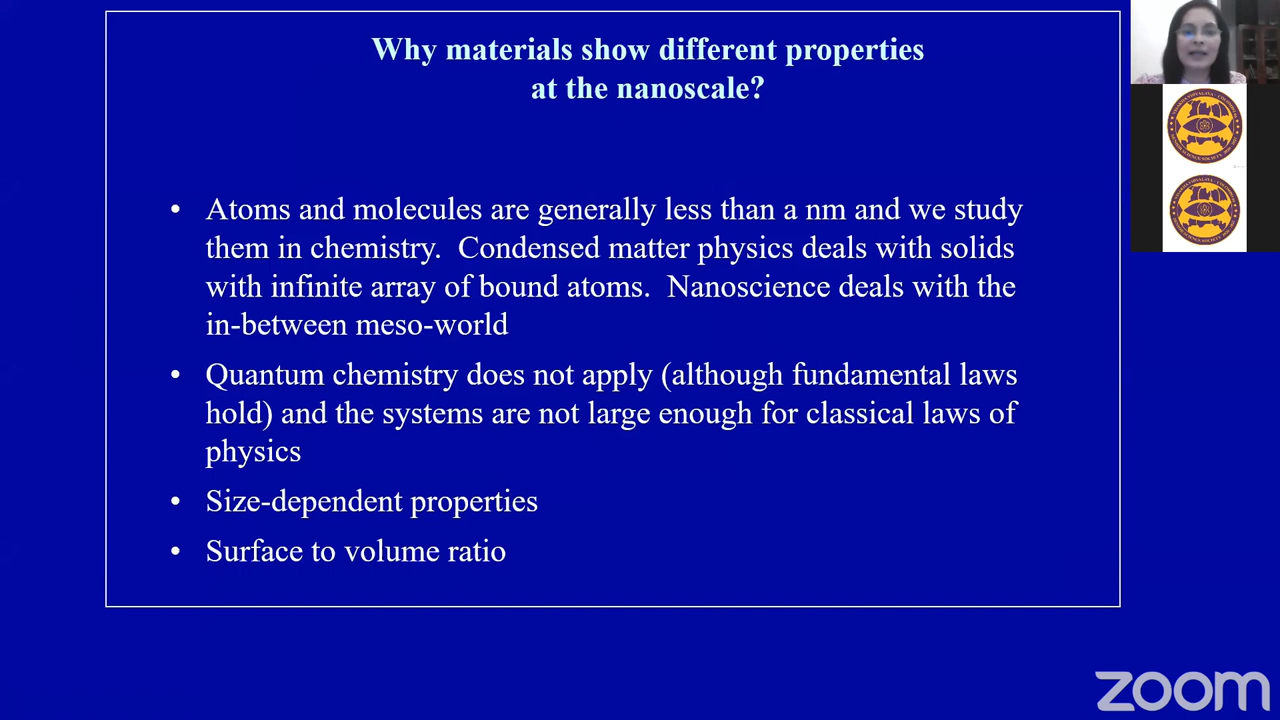 Why materials show different properties
at the nanoscale?
• Atoms and molecules are generally less than a nm and we study
them in chemistry.  Condensed matter physics deals with solids
with infinite array of bound atoms.  Nanoscience deals with the
in-between meso-world
• Quantum chemistry does not apply (although fundamental laws
hold) and the systems are not large enough for classical laws of
physics
• Size-dependent properties
• Surface to volume ratio
zoom